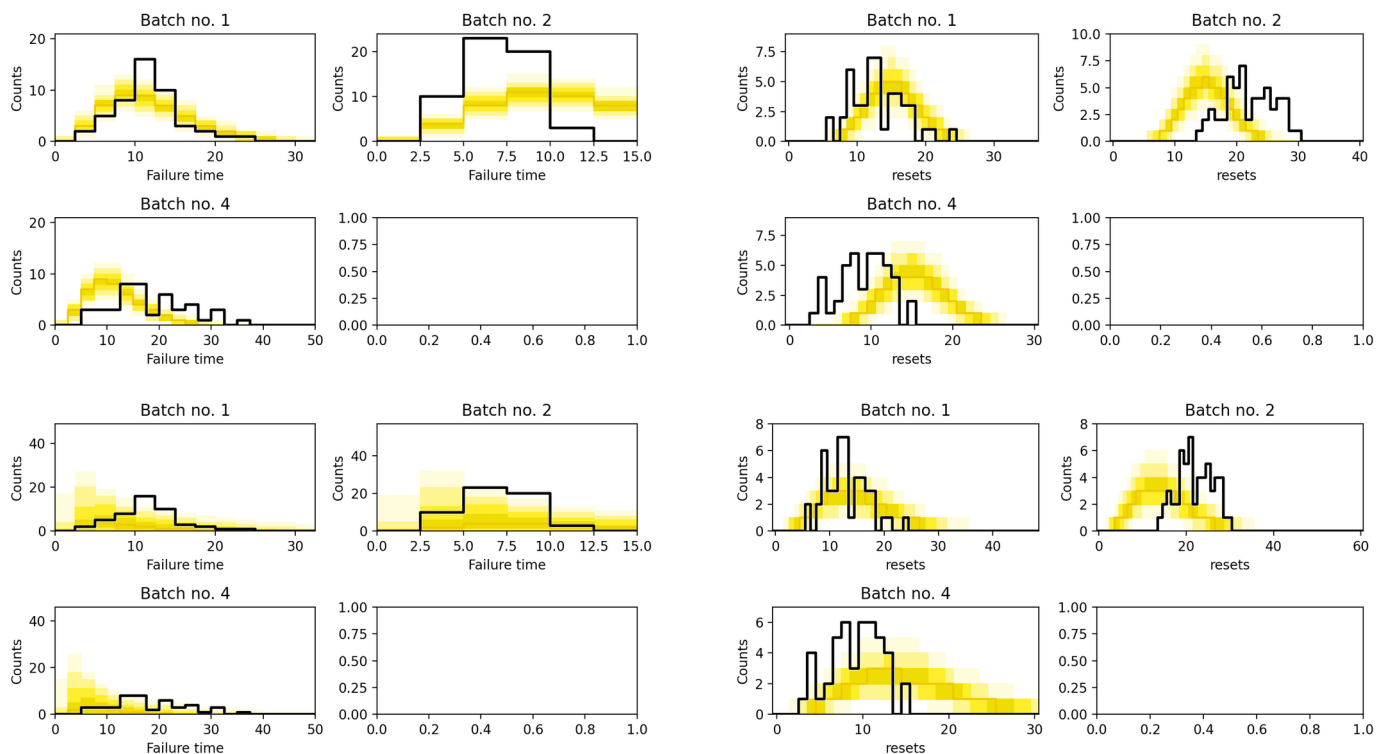 Batch no. 1
Batch no. 2
Batch no. 1
Batch no. 2
20
10
0
Counts
0 10 20 30
Failure time
20
10
0
Counts
0.0 2.5 5.0 7.5 10.0 12.5 15.0
Failure time
7.5
5.0
2.5
0.0
Counts
0 10 20 30
resets
10.0
7.5
5.0
2.5
0.0
Counts
0 10 20 30 40
resets
Batch no. 4
Batch no. 4
20
10
0
Counts
0 10 20 30 40 50
Failure time
1.00
0.75
0.50
0.25
0.00
0.0 0.2 0.4 0.6 0.8 1.0
7.5
5.0
2.5
0.0
Counts
0 10 20 30
resets
1.00
0.75
0.50
0.25
0.00
0.0 0.2 0.4 0.6 0.8 1.0
Batch no. 1
Batch no. 2
Batch no. 1
Batch no. 2
40
20
0
Counts
0 10 20 30
Failure time
40
20
0
Counts
0.0 2.5 5.0 7.5 10.0 12.5 15.0
Failure time
8
6
4
2
0
Counts
0 10 20 30 40
resets
8
6
4
2
0
Counts
0 20 40 60
resets
Batch no. 4
Batch no. 4
40
20
0
Counts
0 10 20 30 40 50
Failure time
1.00
0.75
0.50
0.25
0.00
0.0 0.2 0.4 0.6 0.8 1.0
6
4
2
0
Counts
0 10 20 30
resets
1.00
0.75
0.50
0.25
0.00
0.0 0.2 0.4 0.6 0.8 1.0